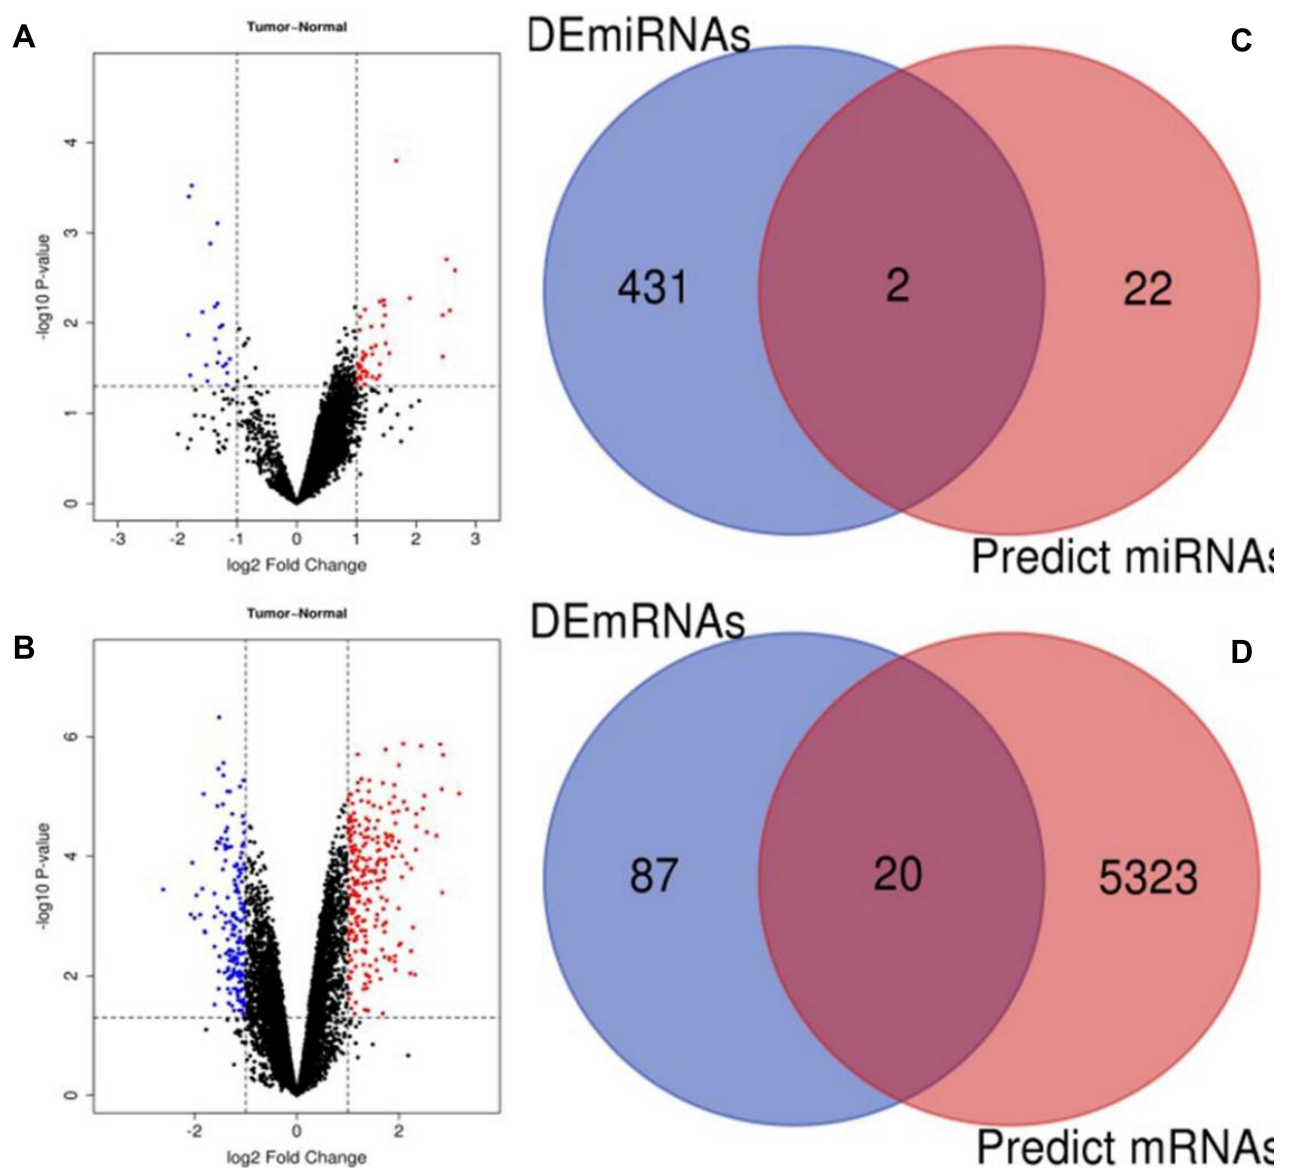 A
Tumor–Normal
-log10 P-value
4
3
2
1
0
-3 -2 -1 0 1 2 3
log2 Fold Change
C
DEmiRNAs
431 2 22
Predict miRNAs
B
Tumor–Normal
-log10 P-value
6
4
2
0
-2 0 2
log2 Fold Change
D
DEmRNAs
87 20 5323
Predict mRNAs